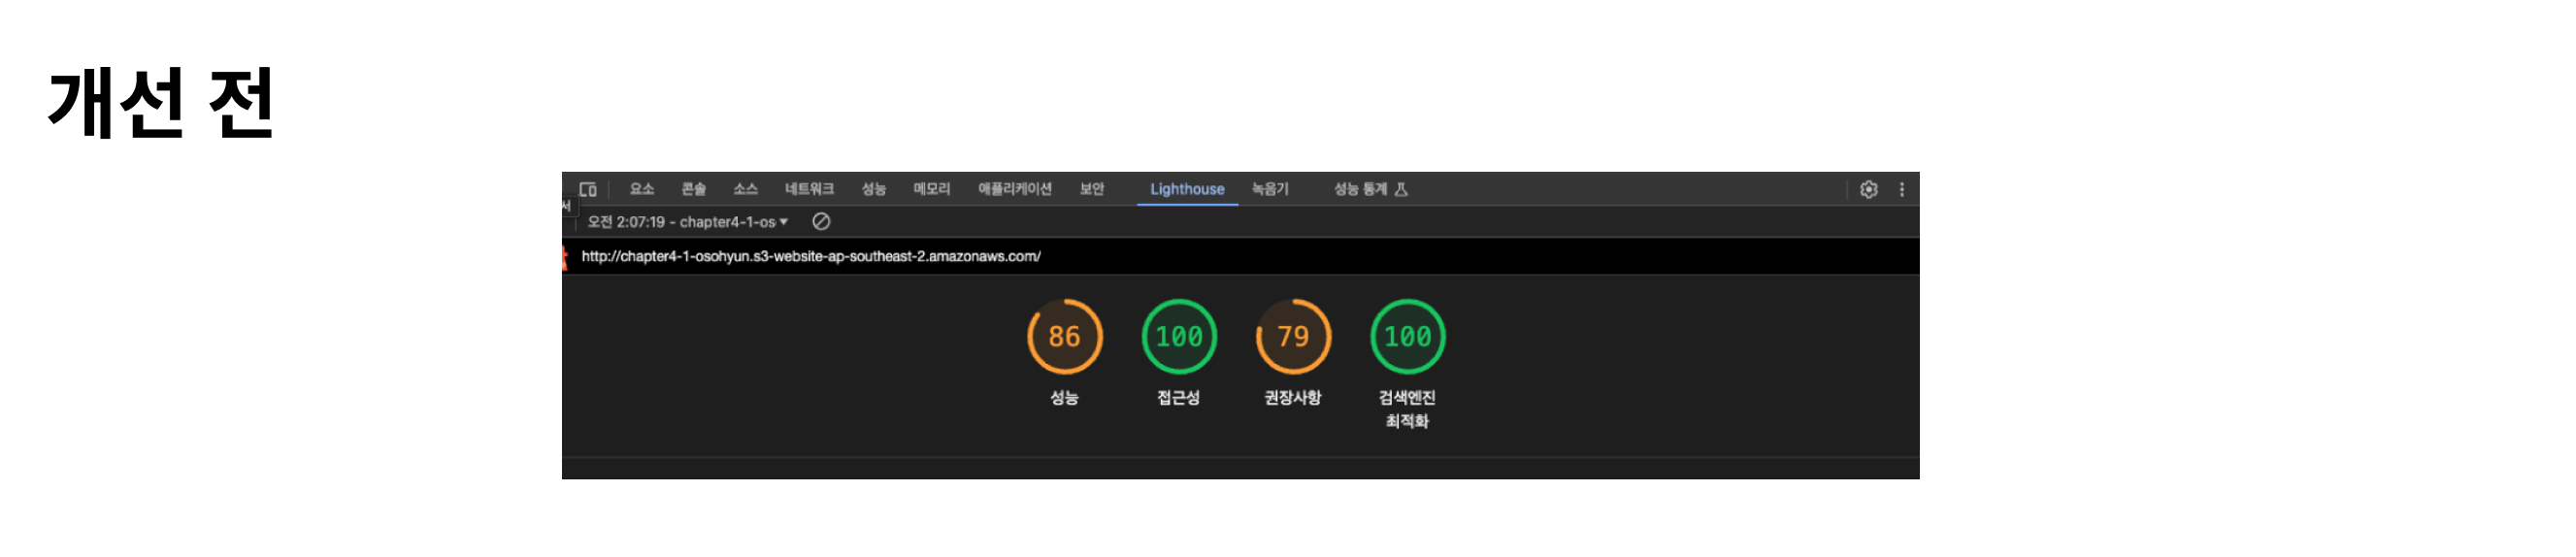 개선 전
요소 콘솔 소스 네트워크 성능 메모리 애플리케이션 보안 Lighthouse 녹음기 성능 통계
서
오전 2:07:19 - chapter4-1-os
http://chapter4-1-osohyun.s3-website-ap-southeast-2.amazonaws.com/
86 100 79 100
성능 접근성 권장사항 검색엔진
최적화